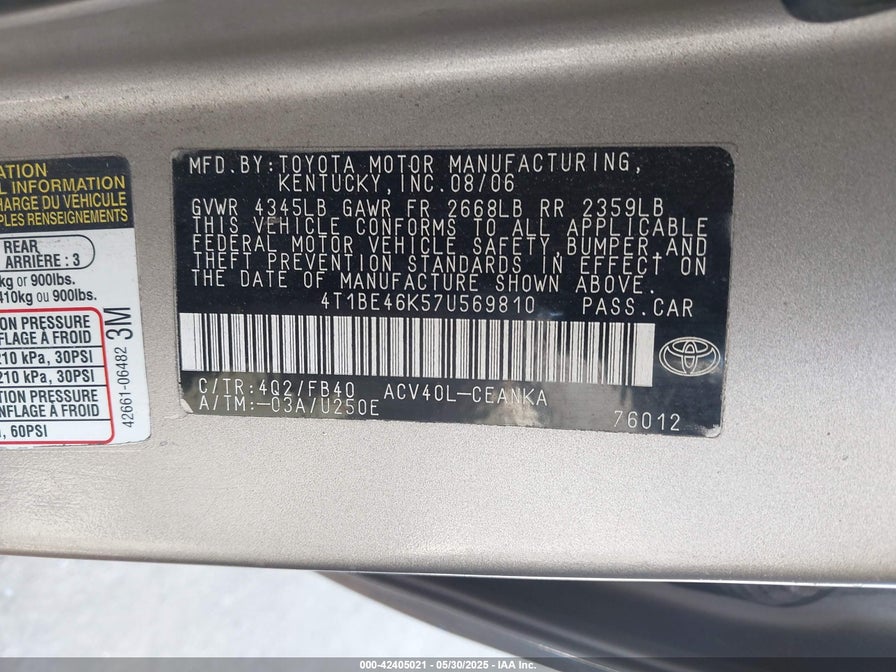 ATION
L INFORMATION
CHARGE DU VÉHICULE
PLES RENSEIGNEMENTS
REAR
ARRIÈRE : 3
kg or 900lbs.
410kg ou 900lbs.
ION PRESSURE
FLAGE À FROID
210 kPa, 30PSI
210 kPa, 30PSI
ION PRESSURE
NFLAGE À FROID
A, 60PSI
42661-06482 3M
MFD.BY:TOYOTA MOTOR MANUFACTURING,
KENTUCKY,INC.08/06
GVWR 4345LB GAWR FR 2668LB RR 2359LB
THIS VEHICLE CONFORMS TO ALL APPLICABLE
FEDERAL MOTOR VEHICLE SAFETY,BUMPER,AND
THEFT PREVENTION STANDARDS IN EFFECT ON
THE DATE OF MANUFACTURE SHOWN ABOVE.
4T1BE46K57U569810 PASS.CAR
C/TR:4Q2/FB40 ACV40L-CEANKA
A/TM:-03A/U250E
76012
000-42405021 - 05/30/2025 - IAA Inc.